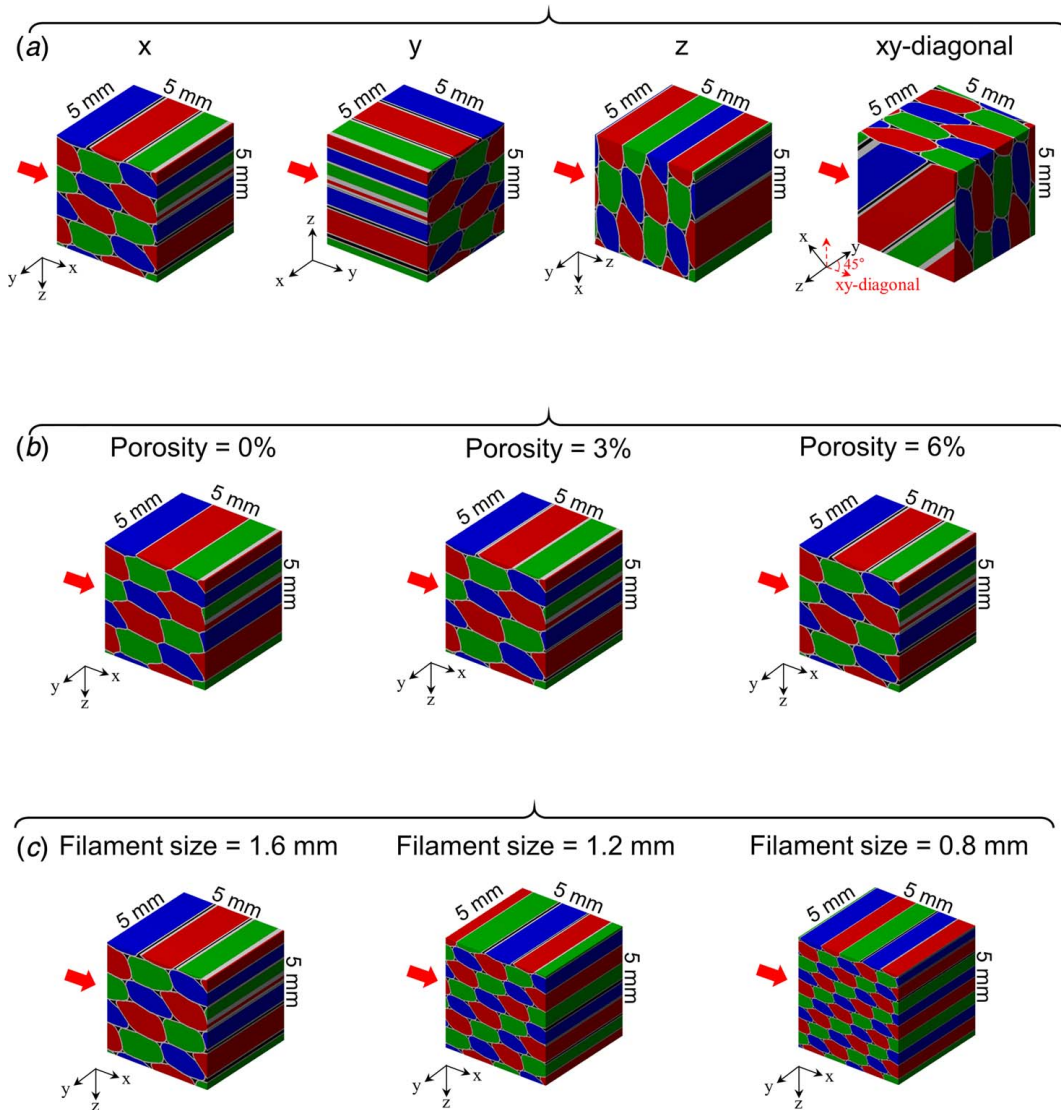 (a)
x y z xy-diagonal
5 mm 5 mm 5 mm 5 mm 5 mm 5 mm 5 mm 5 mm
5 mm 5 mm 5 mm 5 mm
y x z
z x y
y z x
x y z 45°
xy-diagonal
(b)
Porosity = 0% Porosity = 3% Porosity = 6%
5 mm 5 mm 5 mm 5 mm 5 mm 5 mm
5 mm 5 mm 5 mm
y x z
y x z
y x z
(c) Filament size = 1.6 mm Filament size = 1.2 mm Filament size = 0.8 mm
5 mm 5 mm 5 mm 5 mm 5 mm 5 mm
5 mm 5 mm 5 mm
y x z
y x z
y x z